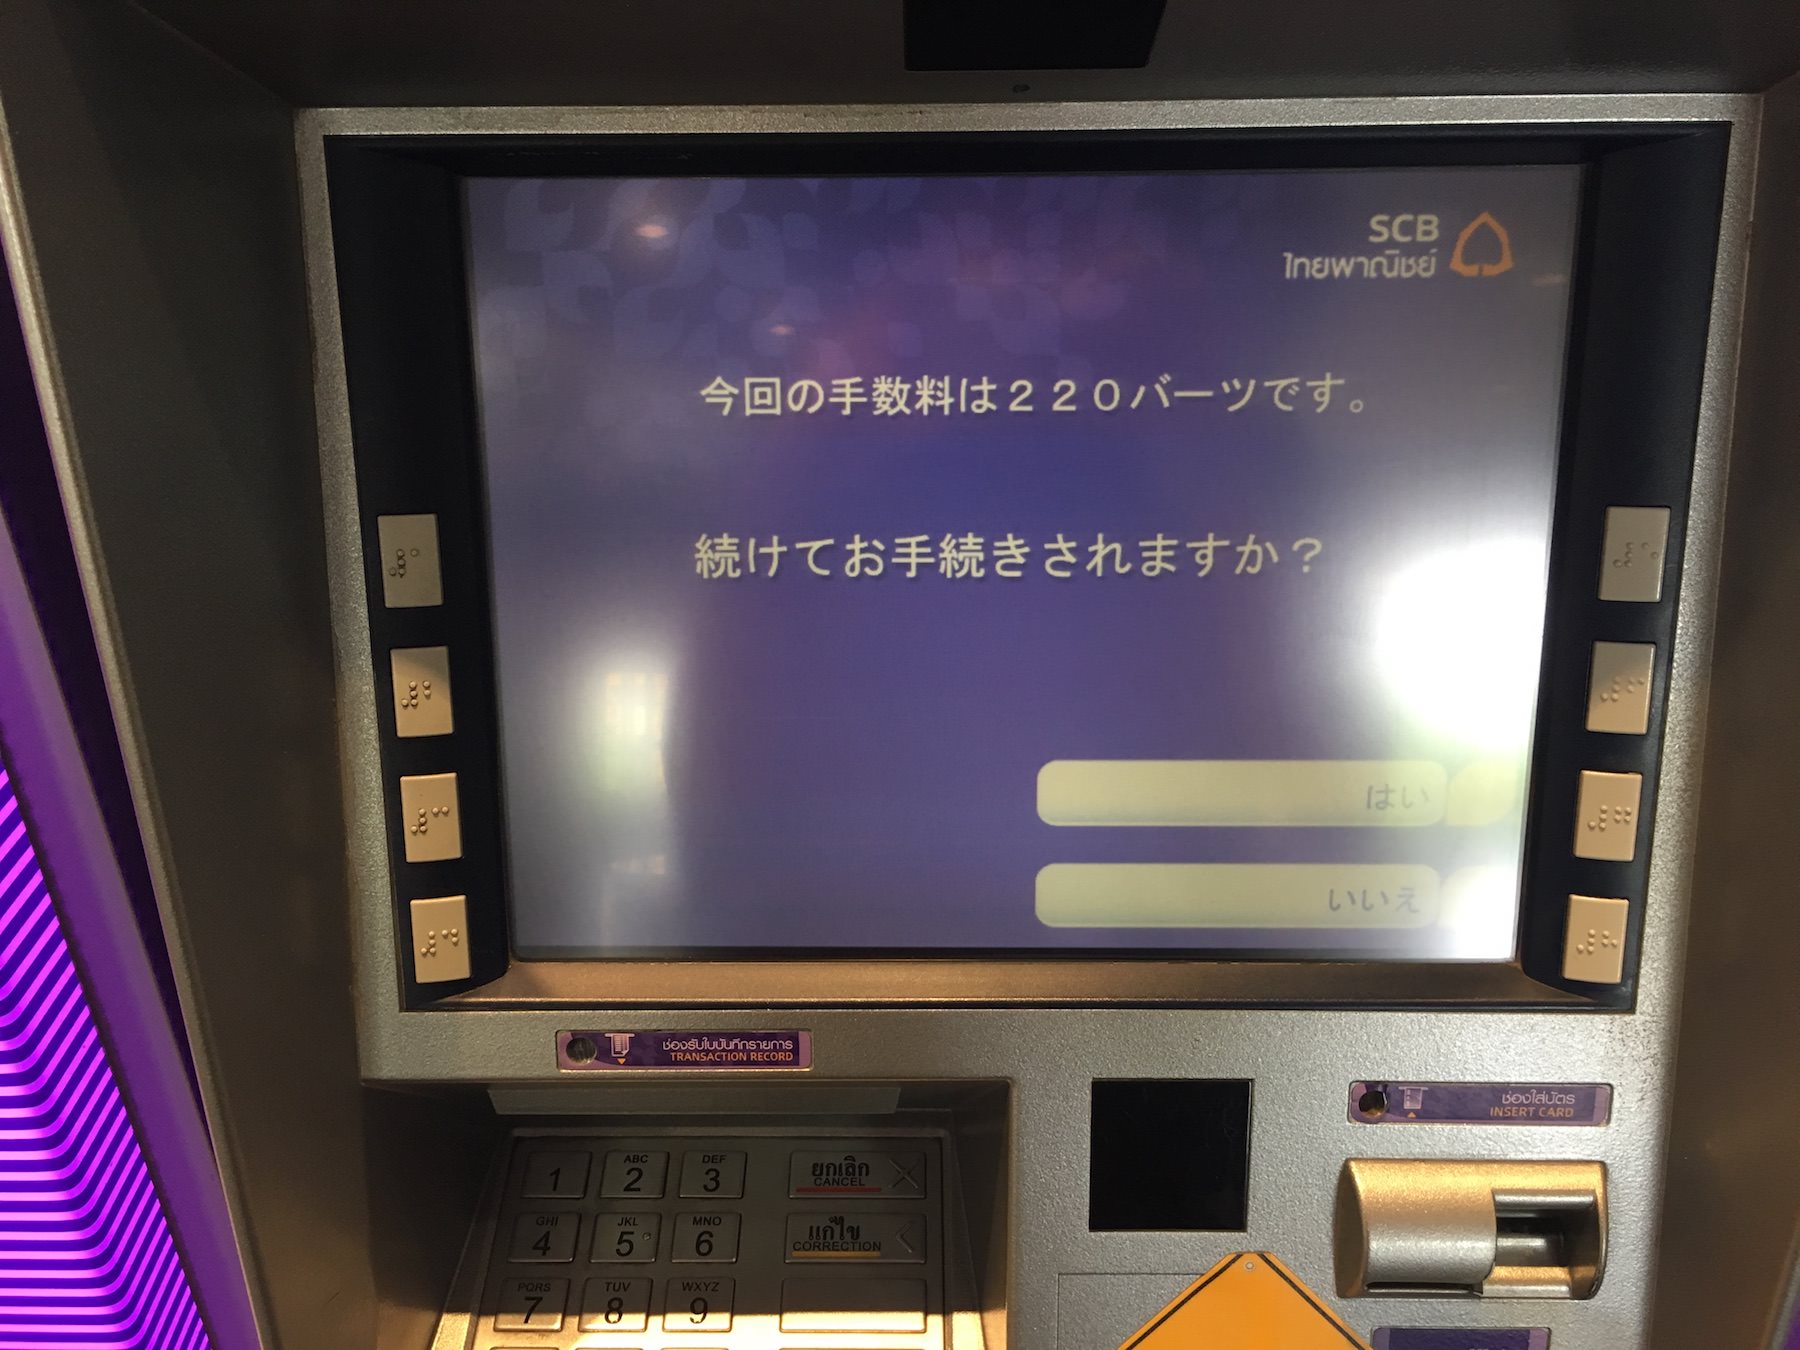 SCB
ไทยพาณิชย์
今回の手数料は２２０バーツです。
続けてお手続きされますか？
はい
いいえ
ช่องรับใบบันทึกรายการ
TRANSACTION RECORD
ช่องใส่บัตร
INSERT CARD
1
ABC
2
DEF
3
ยกเลิก
CANCEL
GHI
4
JKL
5
MNO
6
แก้ไข
CORRECTION
PQRS
7
TUV
8
WXYZ
9